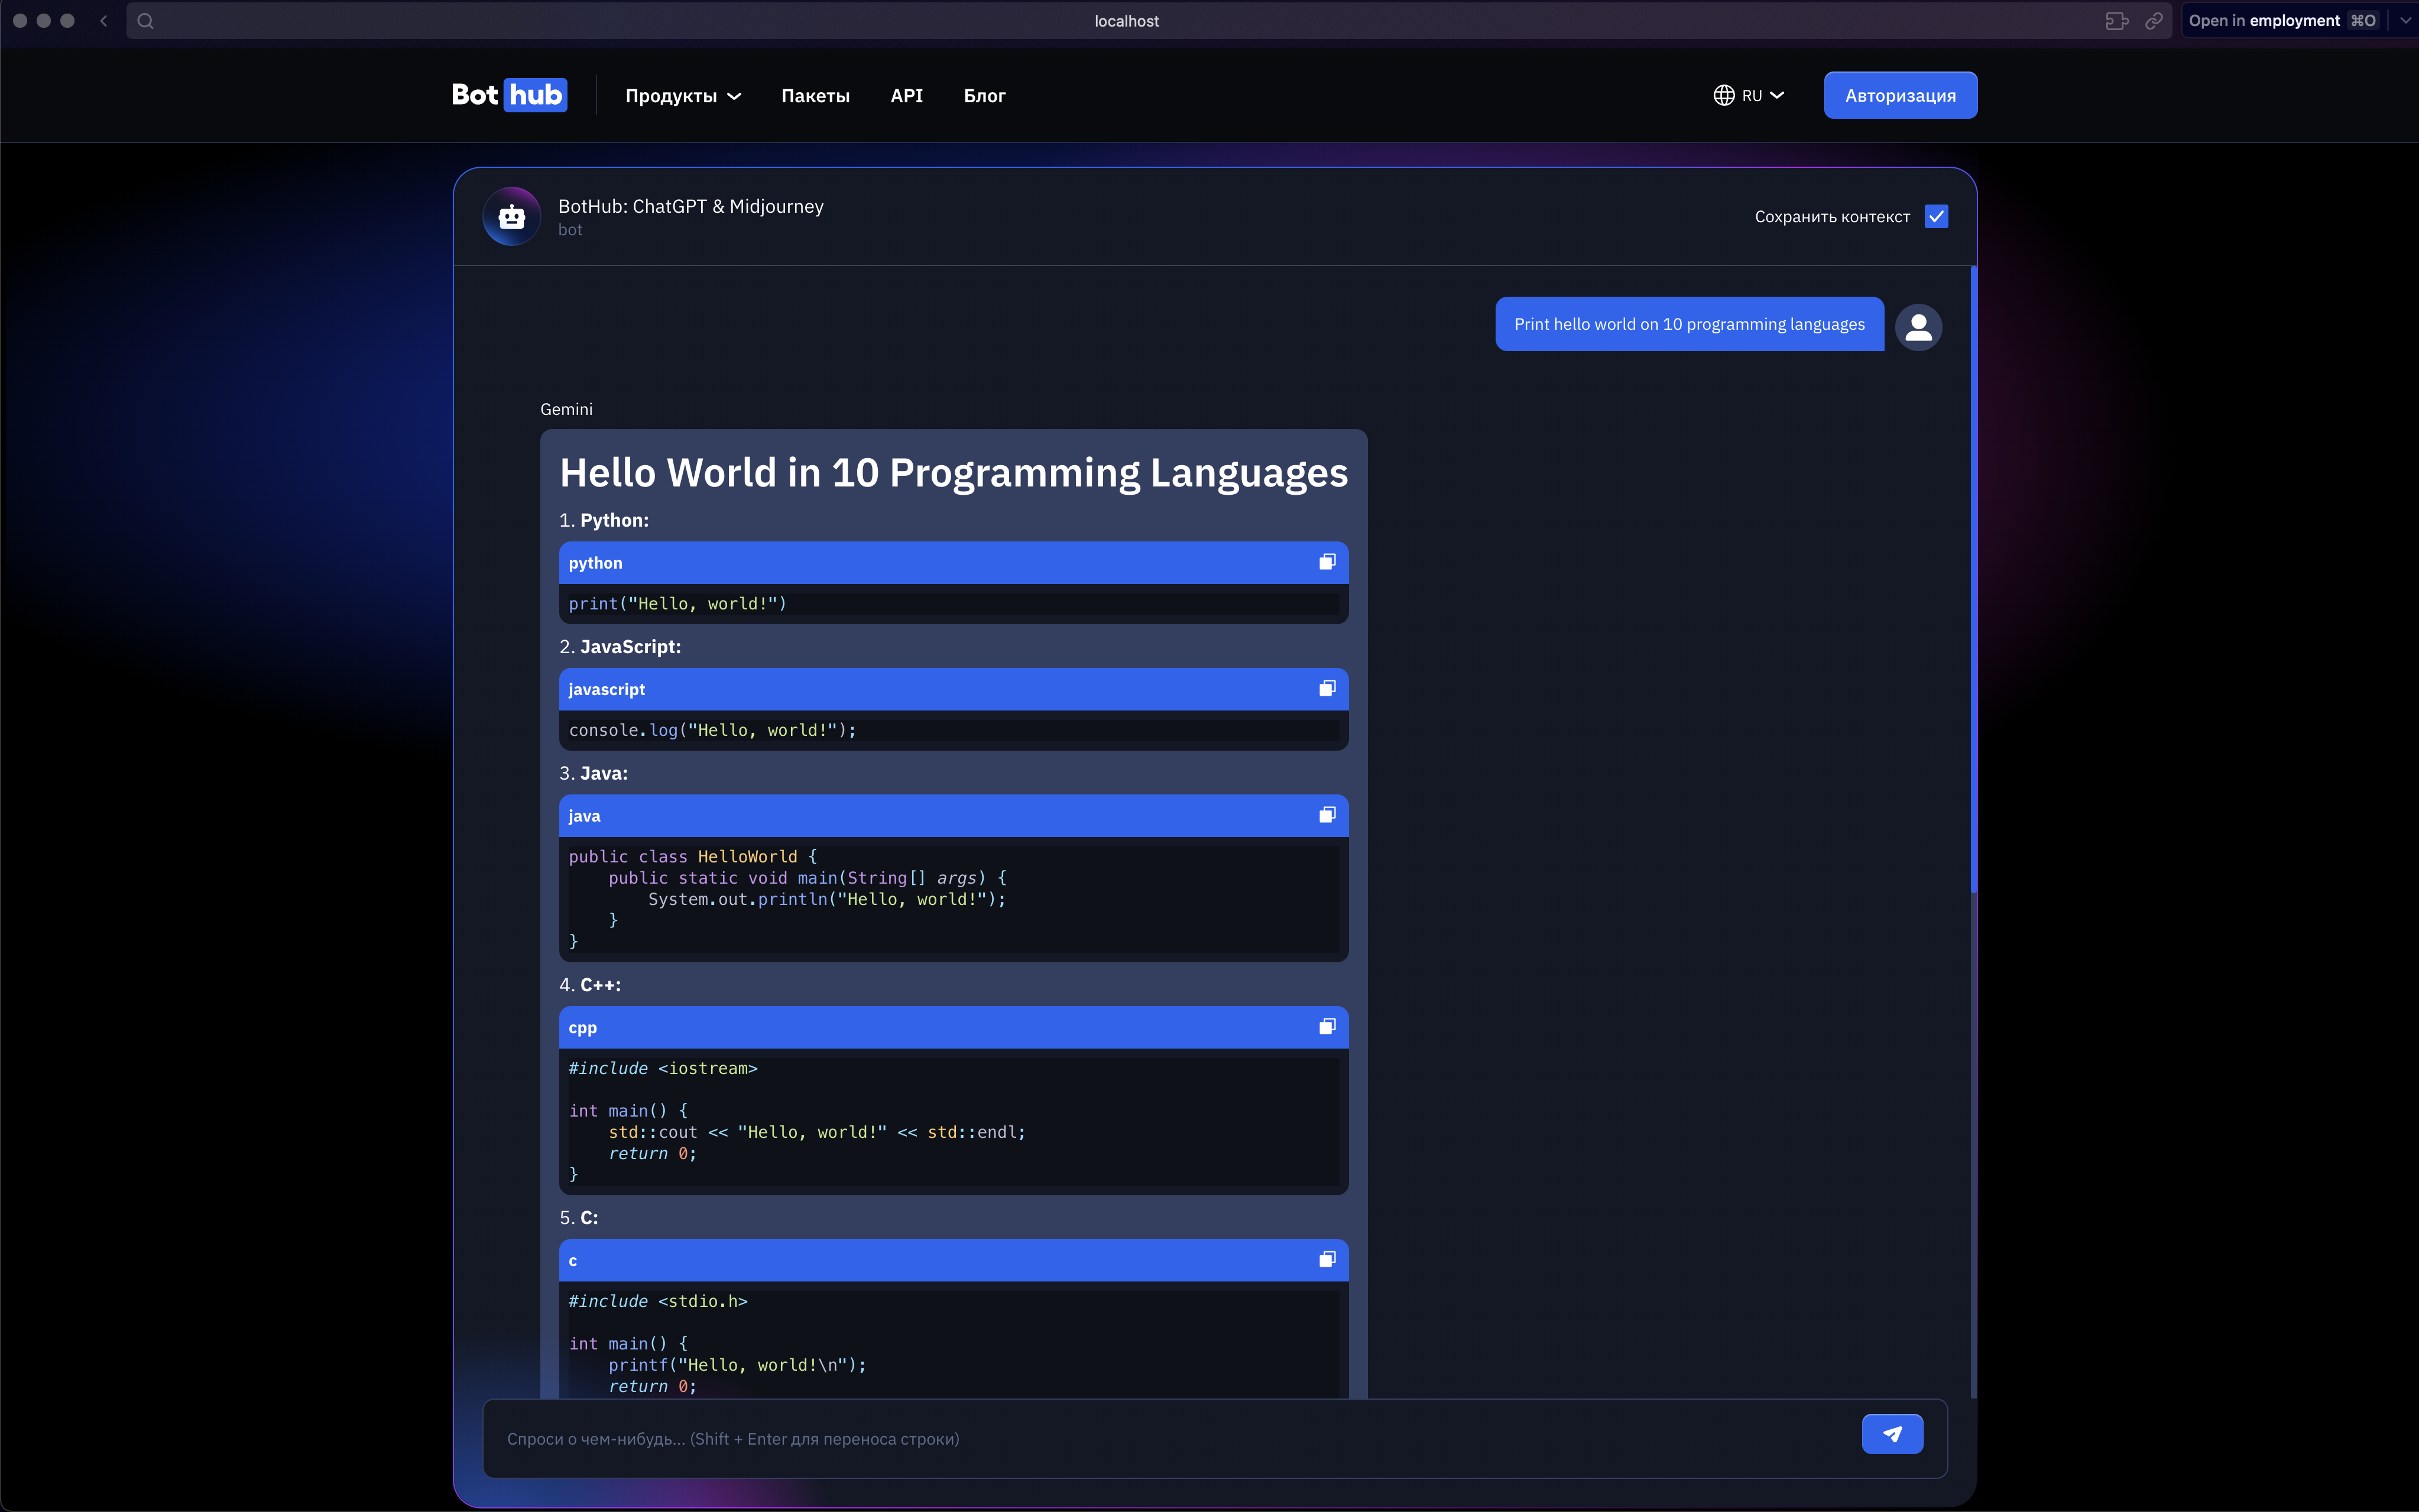 localhost
Open in employment ⌘O
Bot hub
Продукты
Пакеты
API
Блог
RU
Авторизация
BotHub: ChatGPT & Midjourney
bot
Сохранить контекст
Print hello world on 10 programming languages
Gemini
Hello World in 10 Programming Languages
1. Python:
python
print("Hello, world!")
2. JavaScript:
javascript
console.log("Hello, world!");
3. Java:
java
public class HelloWorld {
    public static void main(String[] args) {
        System.out.println("Hello, world!");
    }
}
4. C++:
cpp
#include <iostream>
int main() {
    std::cout << "Hello, world!" << std::endl;
    return 0;
}
5. C:
c
#include <stdio.h>
int main() {
    printf("Hello, world!\n");
    return 0;
Спроси о чем-нибудь... (Shift + Enter для переноса строки)